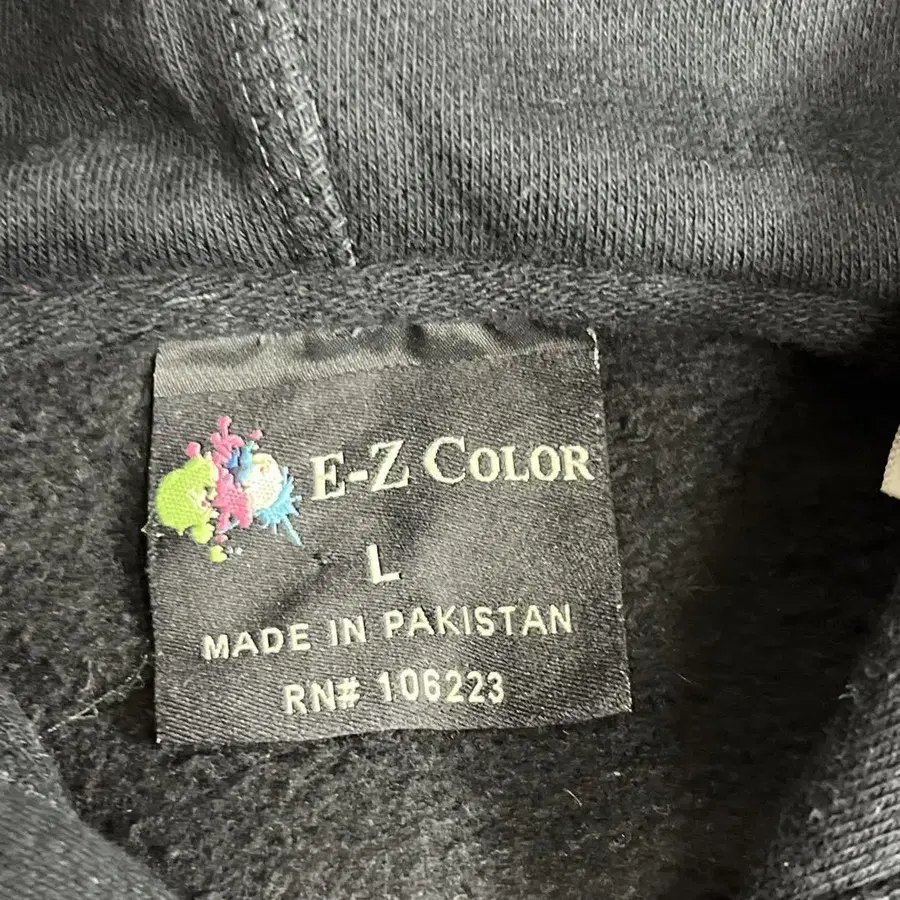 E-Z COLOR
L
MADE IN PAKISTAN
RN# 106223